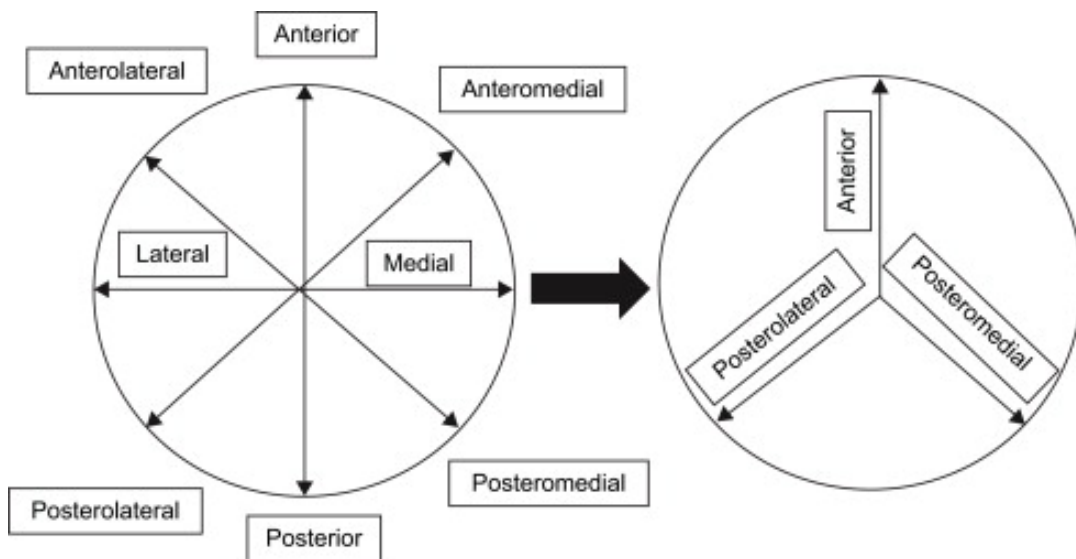 Anterior
Anterolateral
Anteromedial
Lateral
Medial
Posterolateral
Posteromedial
Posterior
Anterior
Posterolateral
Posteromedial